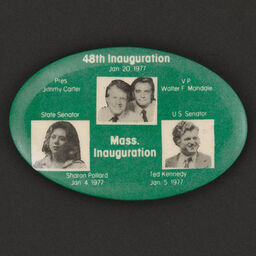 48th Inauguration
Jan. 20, 1977
Pres.
Jimmy Carter
V.P.
Walter F. Mondale
State Senator
U.S. Senator
Mass.
Inauguration
Sharon Pollard
Jan. 4, 1977
Ted Kennedy
Jan. 5, 1977